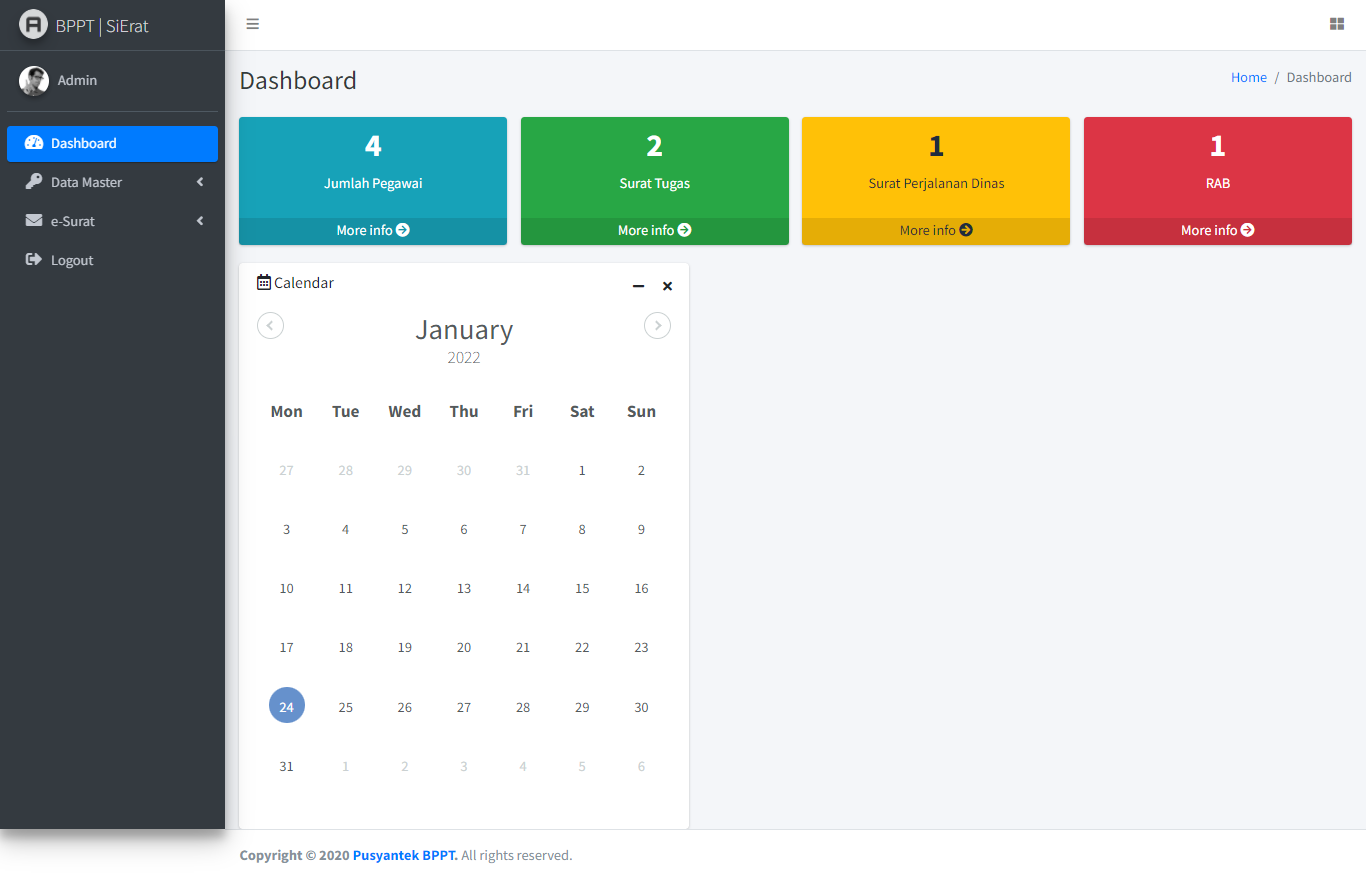 BPPT | SiErat
Admin
Dashboard
Data Master
e-Surat
Logout
Dashboard
Home / Dashboard
4
Jumlah Pegawai
More info
2
Surat Tugas
More info
1
Surat Perjalanan Dinas
More info
1
RAB
More info
Calendar
January
2022
Mon Tue Wed Thu Fri Sat Sun
27 28 29 30 31 1 2
3 4 5 6 7 8 9
10 11 12 13 14 15 16
17 18 19 20 21 22 23
24 25 26 27 28 29 30
31 1 2 3 4 5 6
Copyright © 2020 Pusyantek BPPT. All rights reserved.